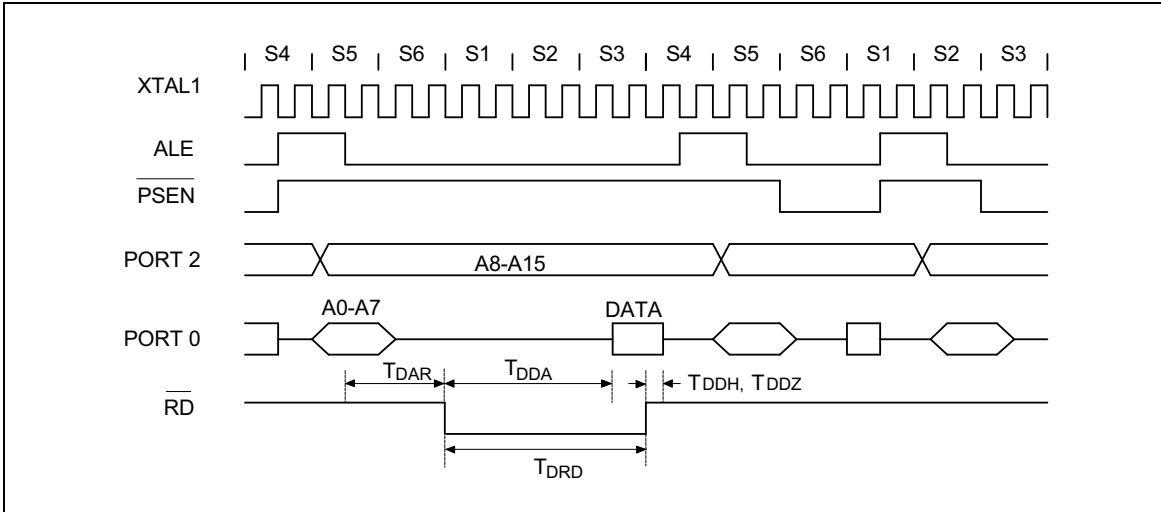 S4 S5 S6 S1 S2 S3 S4 S5 S6 S1 S2 S3
XTAL1
ALE
PSEN
PORT 2 A8-A15
A0-A7 DATA
PORT 0
TDAR TDDA TDDH, TDDZ
RD
TDRD